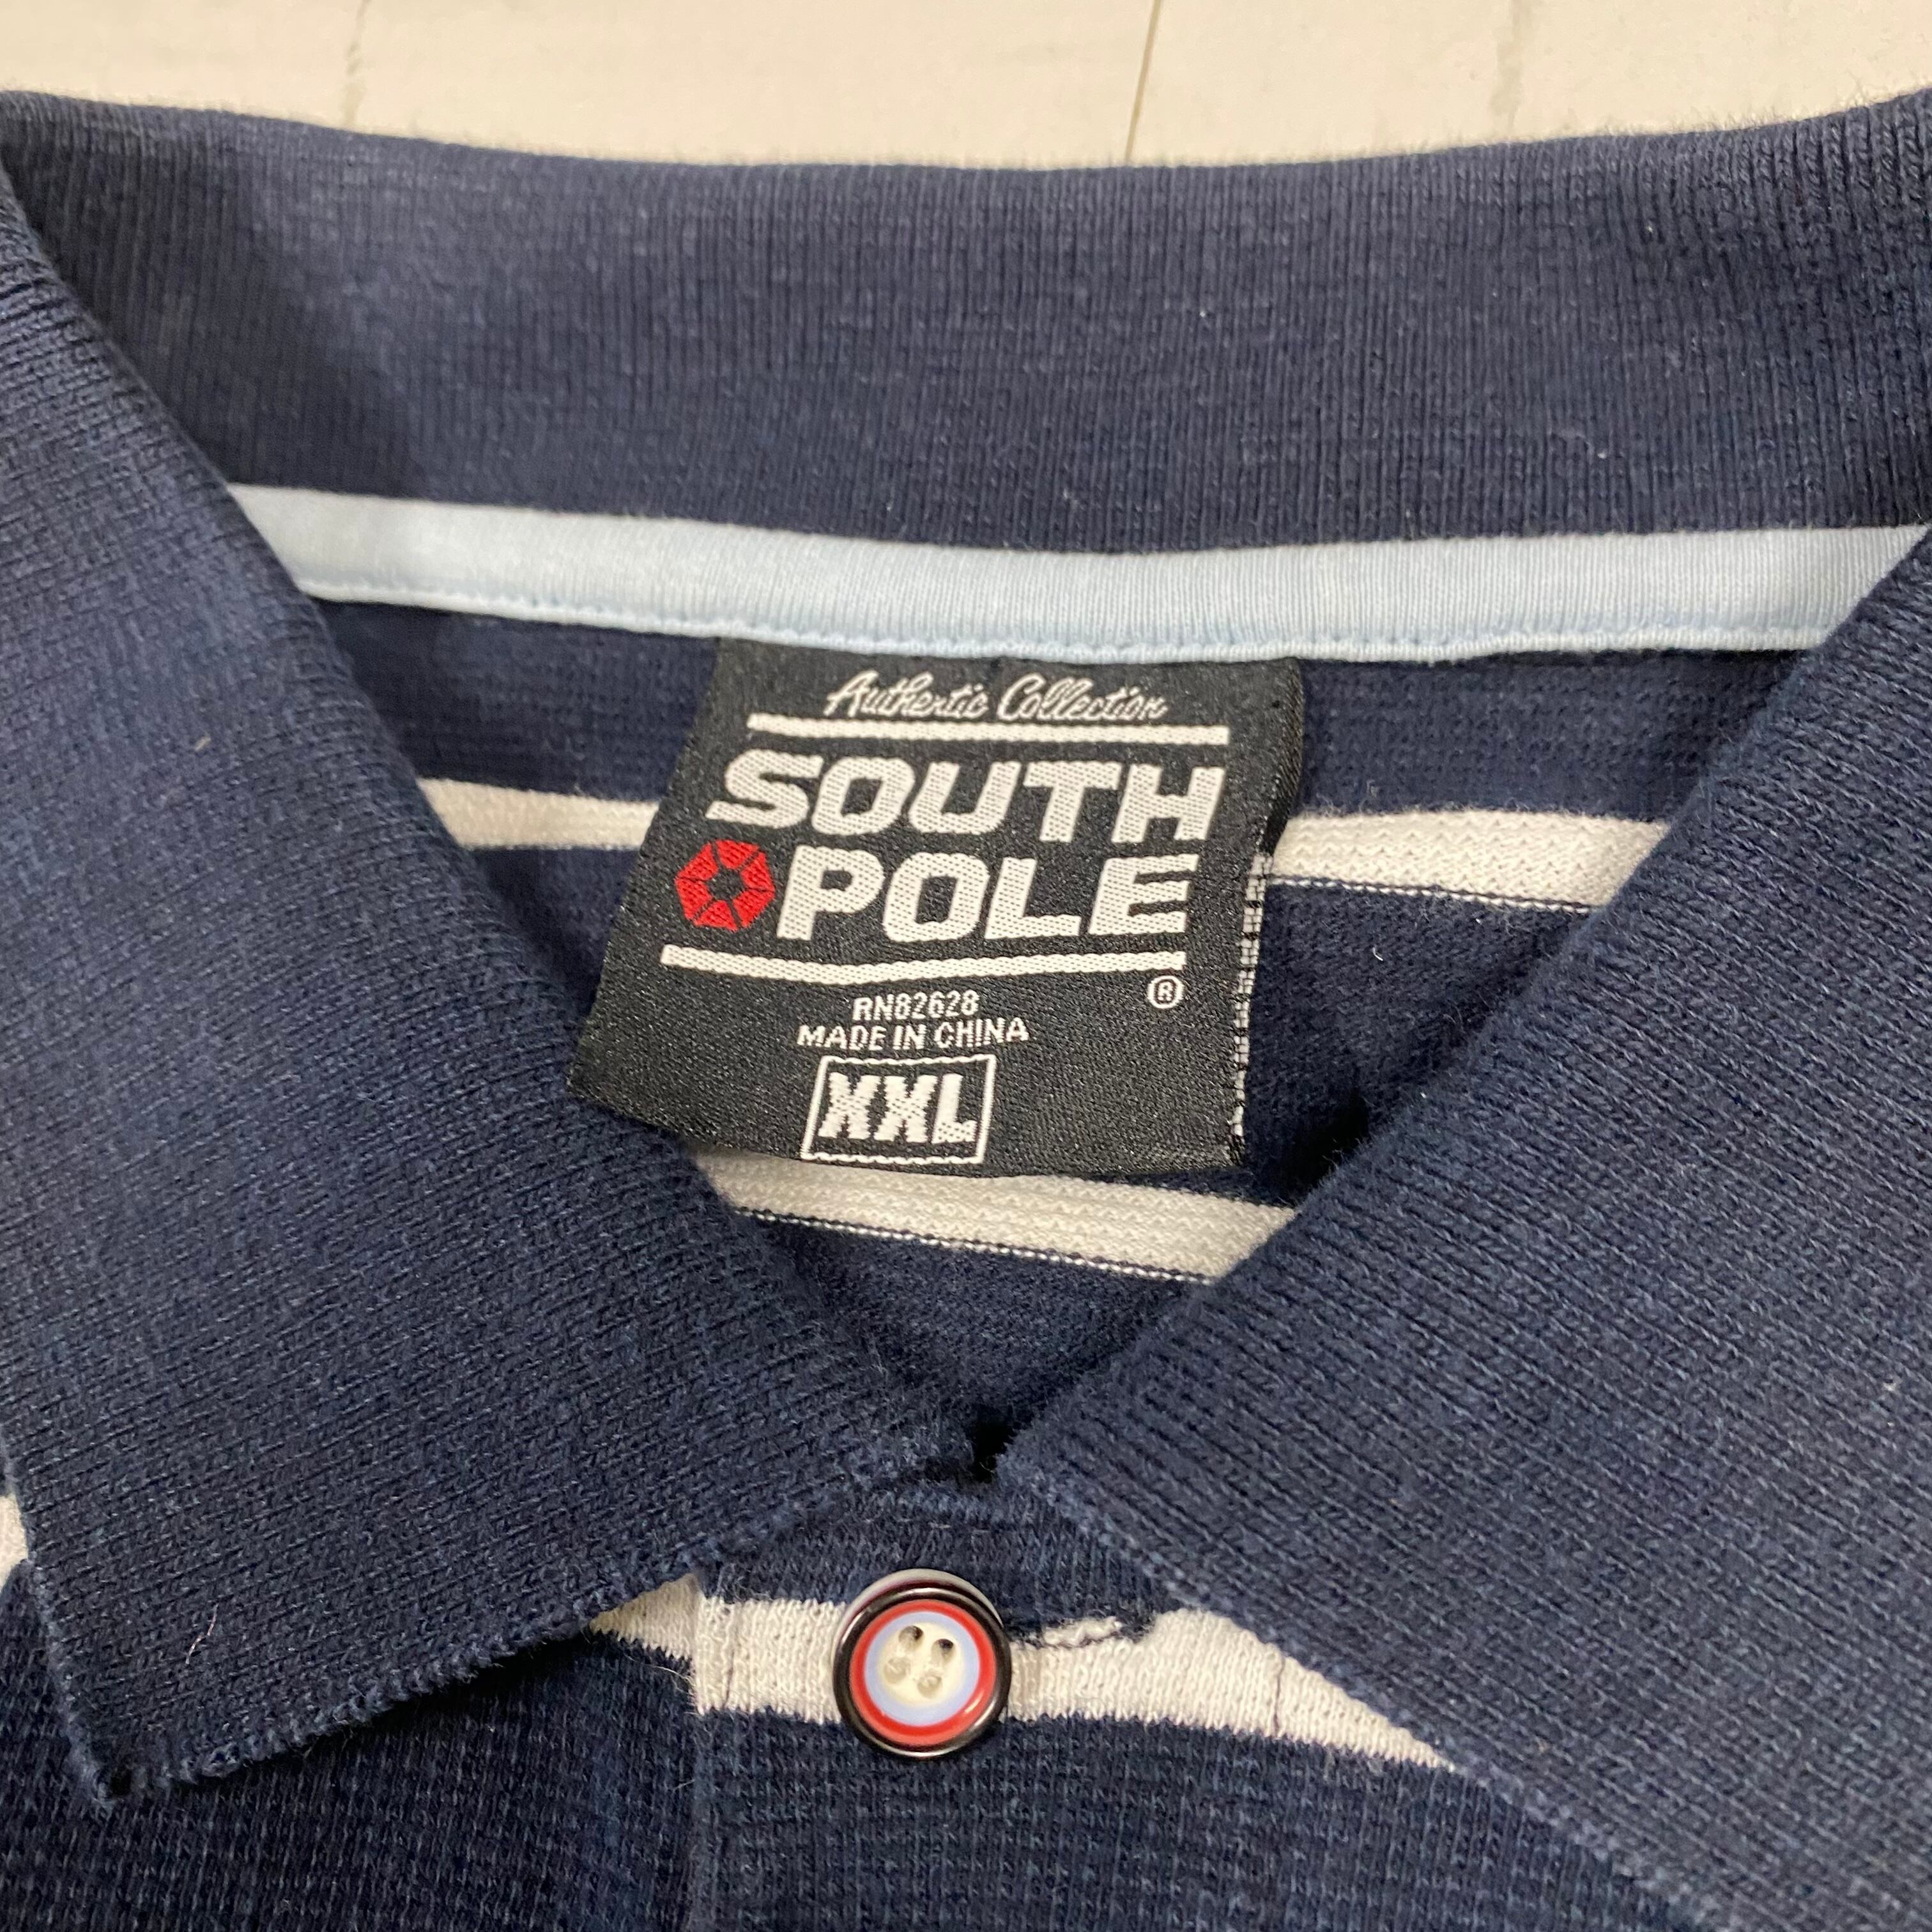 Authentic Collection
SOUTH
POLE
®
RN82628
MADE IN CHINA
XXL